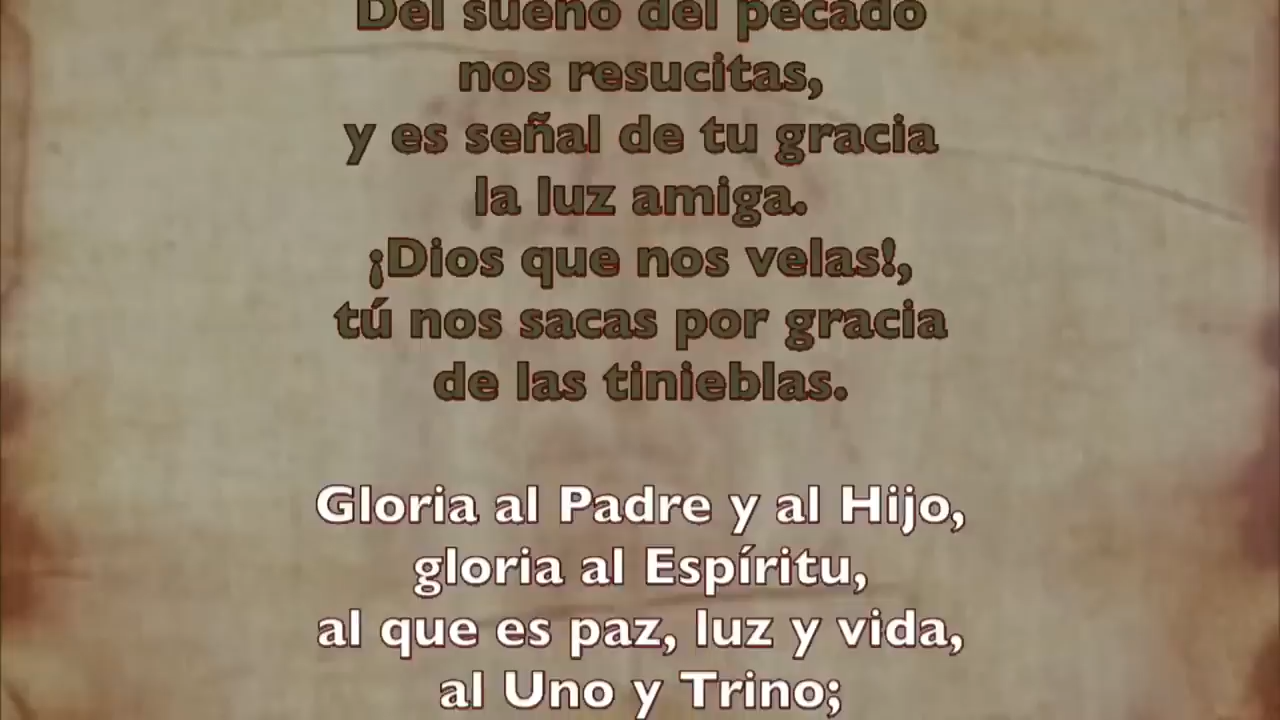 Del sueño del pecado
nos resucitas,
y es señal de tu gracia
la luz amiga.
¡Dios que nos velas!,
tú nos sacas por gracia
de las tinieblas.
Gloria al Padre y al Hijo,
gloria al Espíritu,
al que es paz, luz y vida,
al Uno y Trino;